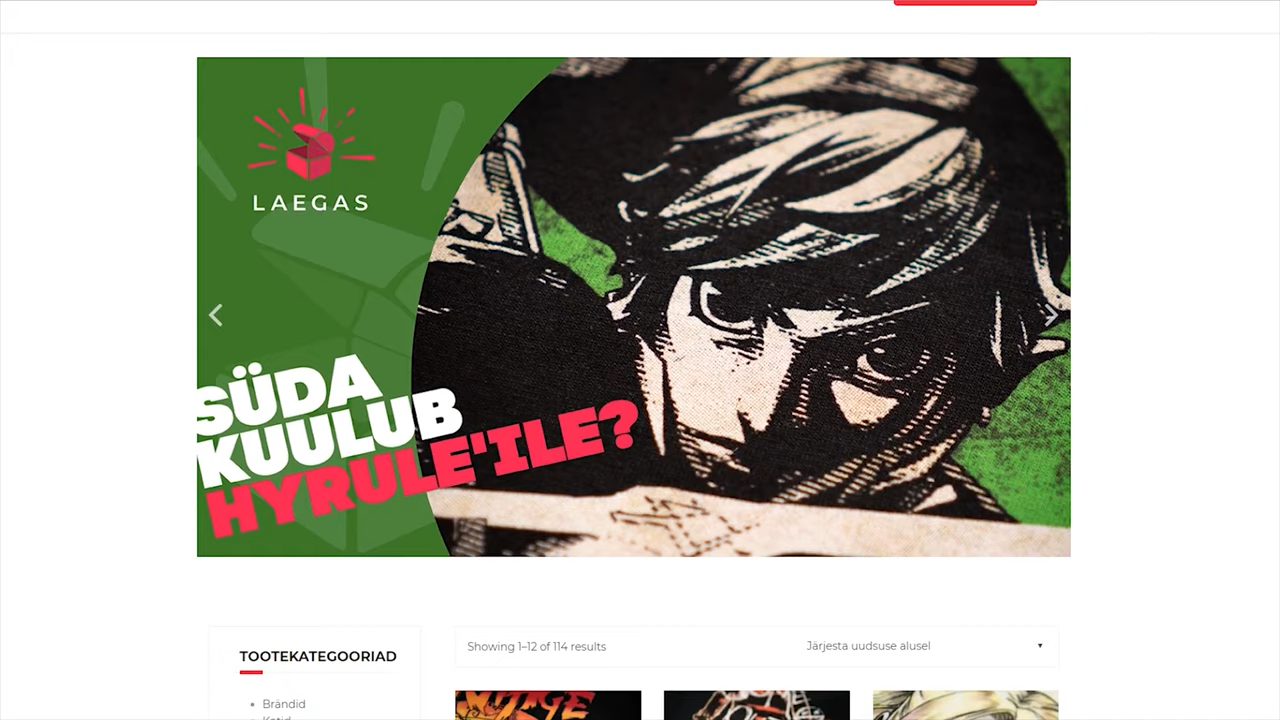 LAEGAS
SÜDA
KUULUB
HYRULE'ILE?
TOOTEKATEGOORIAD
Showing 1–12 of 114 results
Järjesta uudsuse alusel
Brändid